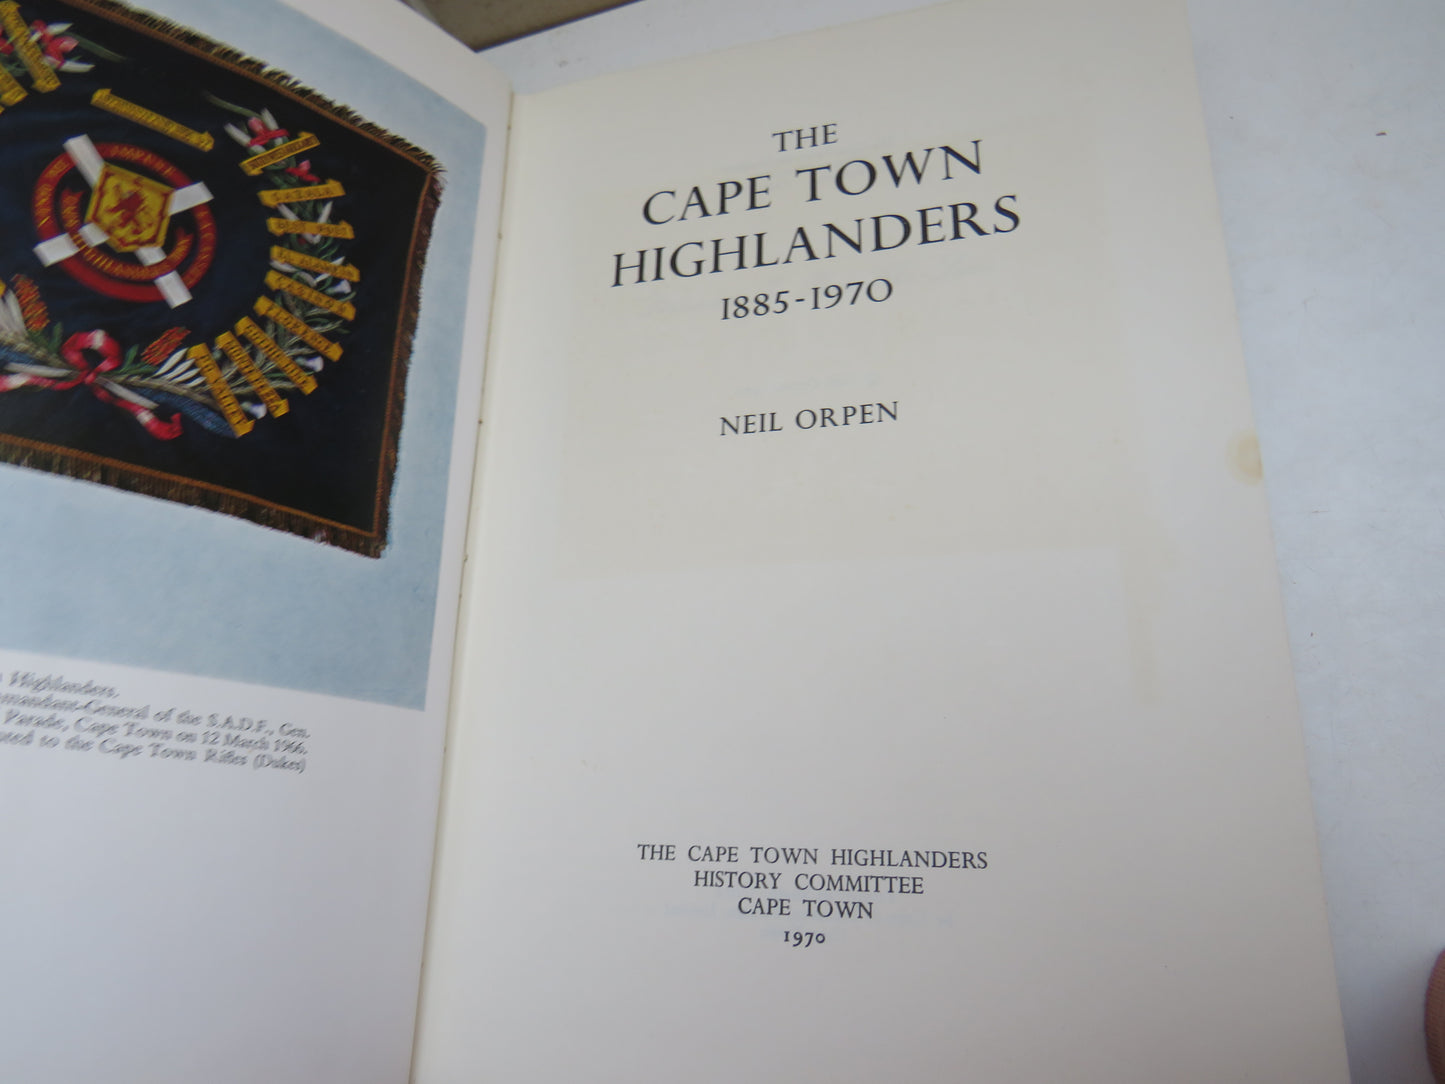 Highlanders,
Commandant-General of the S.A.D.F., Gen.
Parade, Cape Town on 12 March 1966.
to the Cape Town Rifles (Dukes)
GAZALA
THE
CAPE TOWN
HIGHLANDERS
1885-1970
NEIL ORPEN
THE CAPE TOWN HIGHLANDERS
HISTORY COMMITTEE
CAPE TOWN
1970